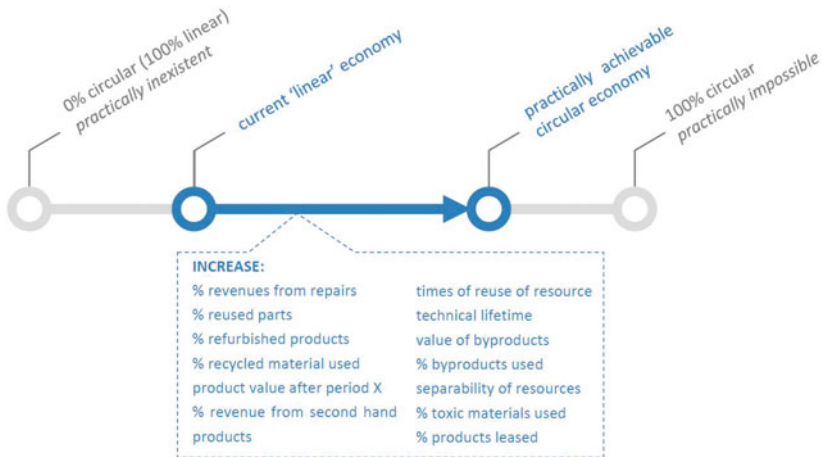 0% circular (100% linear)
practically inexistent
current 'linear' economy
practically achievable
circular economy
100% circular
practically impossible
INCREASE:
% revenues from repairs
% reused parts
% refurbished products
% recycled material used
product value after period X
% revenue from second hand
products
times of reuse of resource
technical lifetime
value of byproducts
% byproducts used
separability of resources
% toxic materials used
% products leased